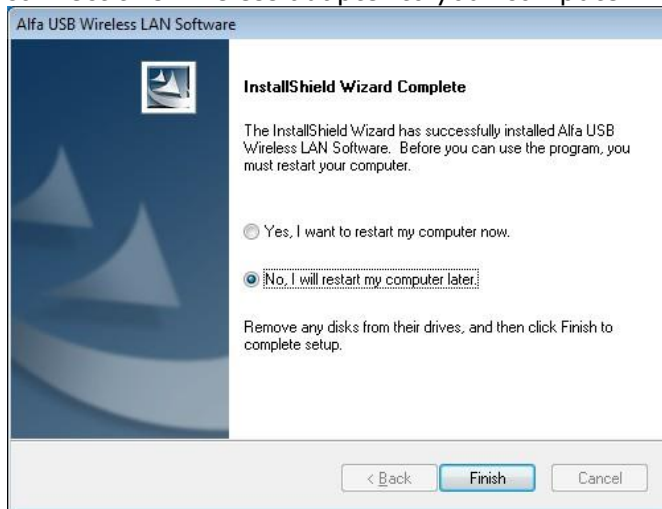 Alfa USB Wireless LAN Software
InstallShield Wizard Complete
The InstallShield Wizard has successfully installed Alfa USB
Wireless LAN Software. Before you can use the program, you
must restart your computer.
Yes, I want to restart my computer now.
No, I will restart my computer later.
Remove any disks from their drives, and then click Finish to
complete setup.
< Back
Finish
Cancel